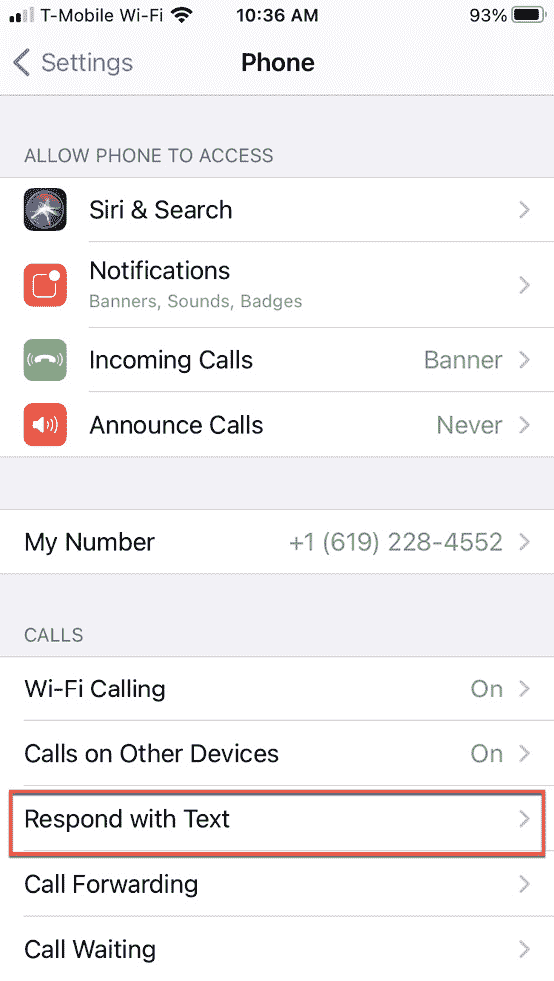 T-Mobile Wi-Fi 10:36 AM 93%
Settings Phone
ALLOW PHONE TO ACCESS
Siri & Search
Notifications
Banners, Sounds, Badges
Incoming Calls Banner
Announce Calls Never
My Number +1 (619) 228-4552
CALLS
Wi-Fi Calling On
Calls on Other Devices On
Respond with Text
Call Forwarding
Call Waiting